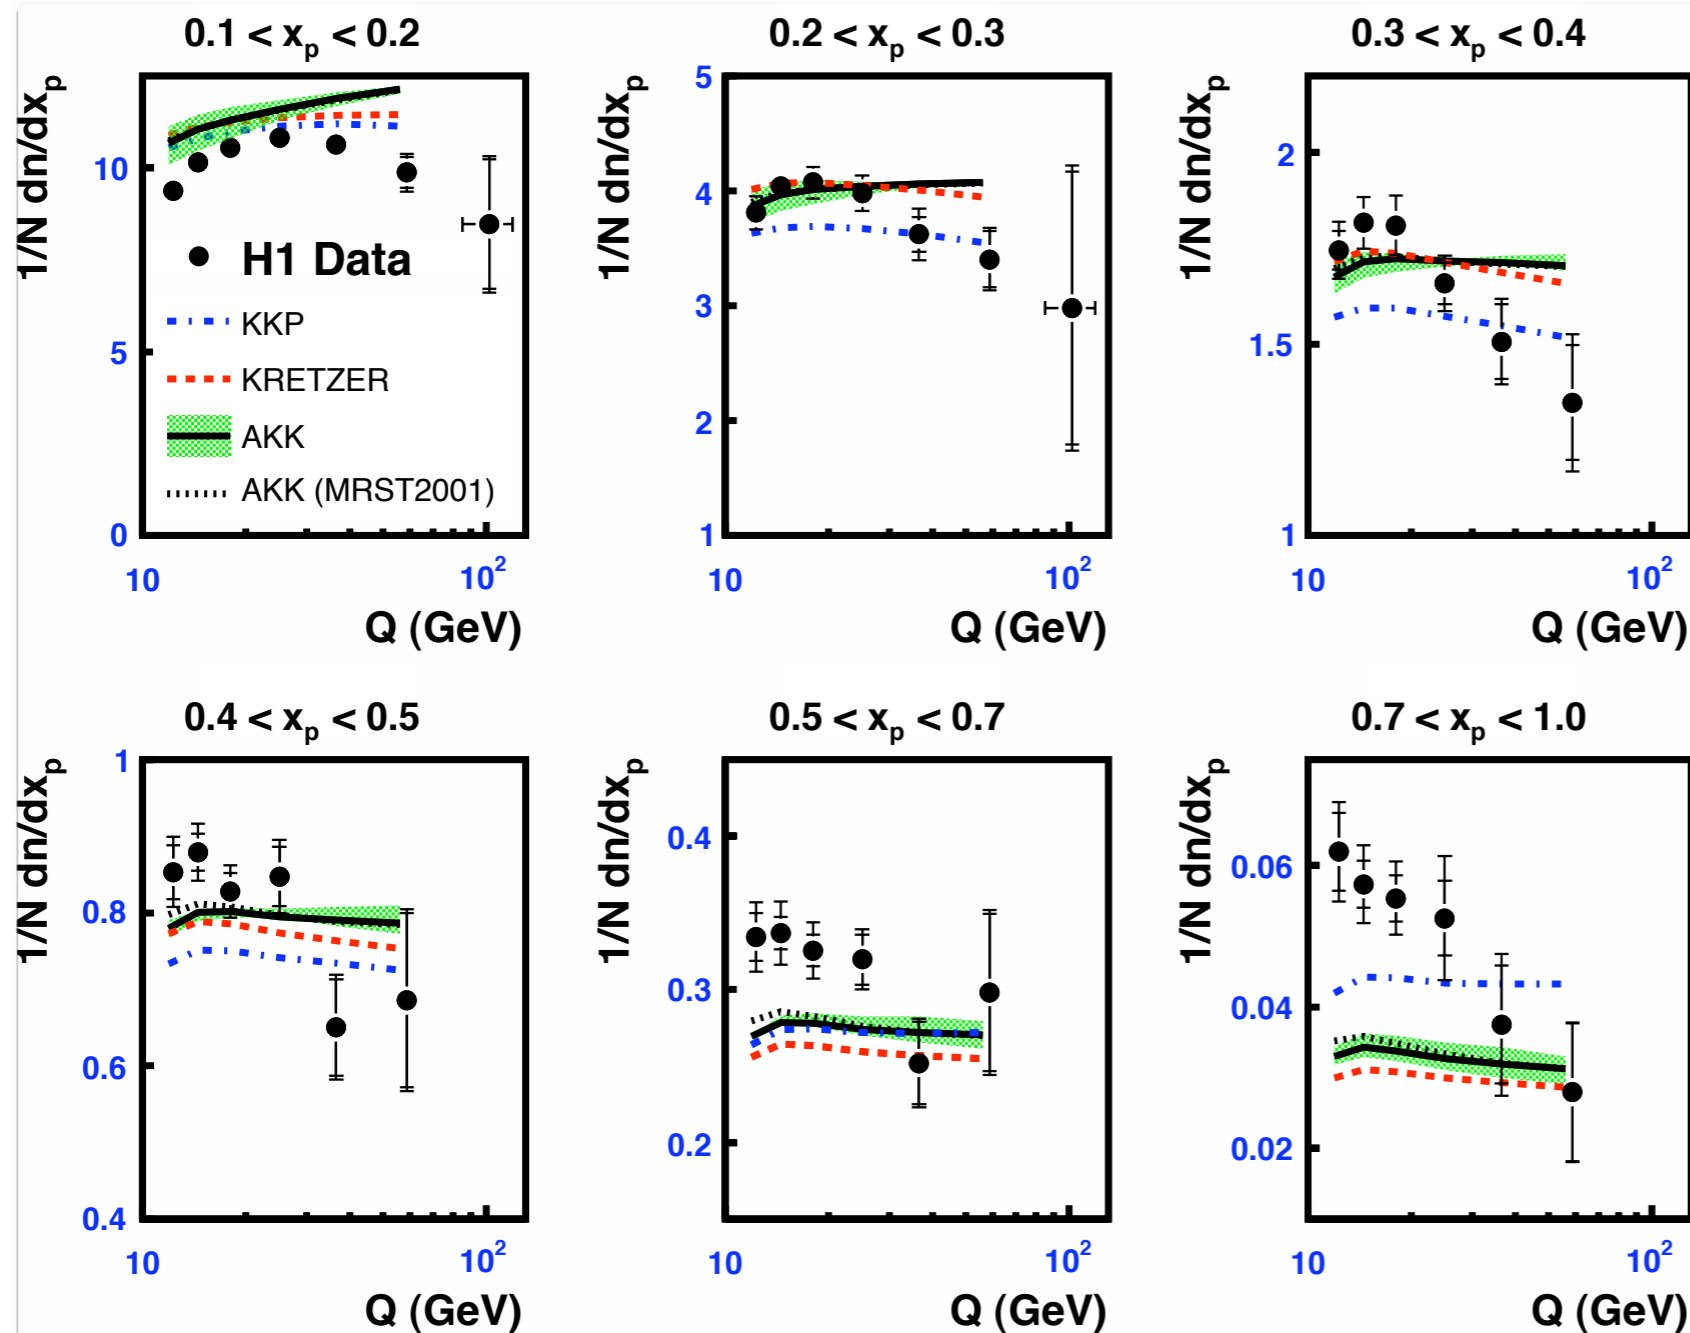 0.1 < xp < 0.2
1/N dn/dxp
10
5
0
H1 Data
KKP
KRETZER
AKK
AKK (MRST2001)
10
10²
Q (GeV)
0.2 < xp < 0.3
1/N dn/dxp
5
4
3
2
1
10
10²
Q (GeV)
0.3 < xp < 0.4
1/N dn/dxp
2
1.5
1
10
10²
Q (GeV)
0.4 < xp < 0.5
1/N dn/dxp
1
0.8
0.6
0.4
10
10²
Q (GeV)
0.5 < xp < 0.7
1/N dn/dxp
0.4
0.3
0.2
10
10²
Q (GeV)
0.7 < xp < 1.0
1/N dn/dxp
0.06
0.04
0.02
10
10²
Q (GeV)